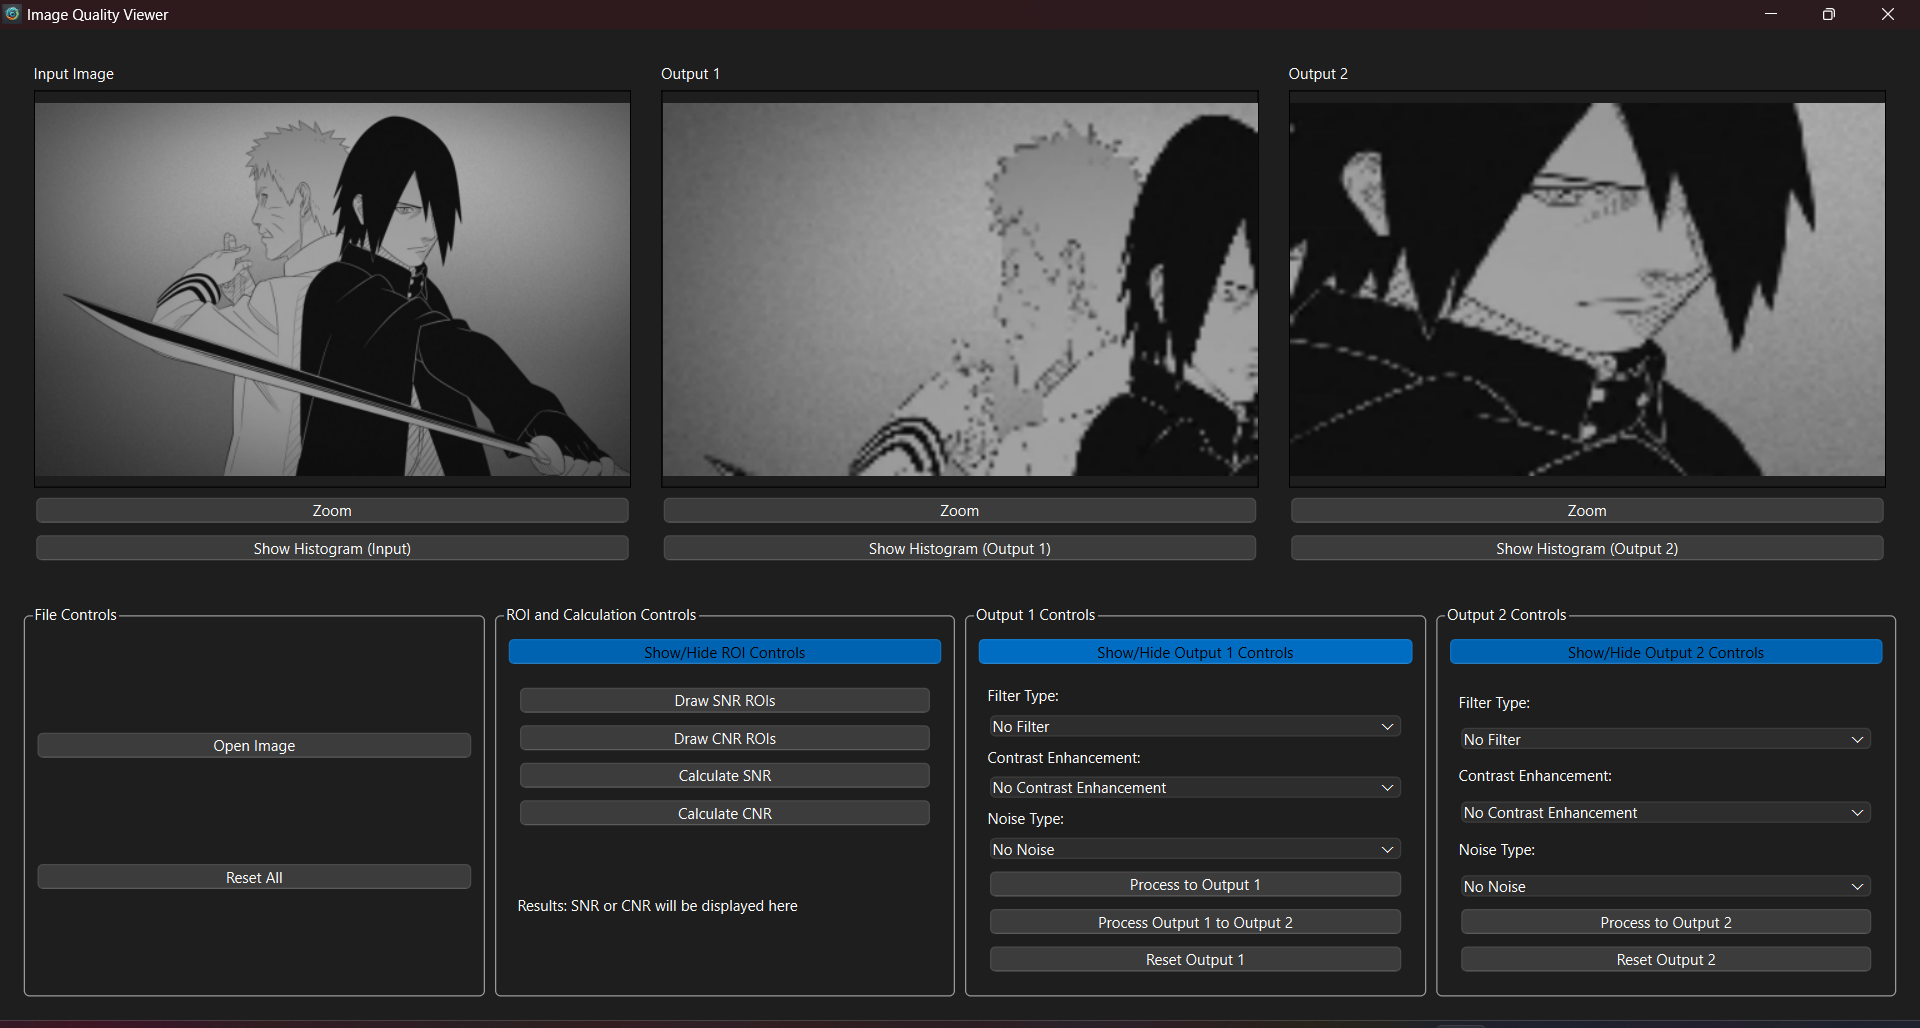 Image Quality Viewer
Input Image
Output 1
Output 2
Zoom
Zoom
Zoom
Show Histogram (Input)
Show Histogram (Output 1)
Show Histogram (Output 2)
File Controls
Open Image
Reset All
ROI and Calculation Controls
Show/Hide ROI Controls
Draw SNR ROIs
Draw CNR ROIs
Calculate SNR
Calculate CNR
Results: SNR or CNR will be displayed here
Output 1 Controls
Show/Hide Output 1 Controls
Filter Type:
No Filter
Contrast Enhancement:
No Contrast Enhancement
Noise Type:
No Noise
Process to Output 1
Process Output 1 to Output 2
Reset Output 1
Output 2 Controls
Show/Hide Output 2 Controls
Filter Type:
No Filter
Contrast Enhancement:
No Contrast Enhancement
Noise Type:
No Noise
Process to Output 2
Reset Output 2